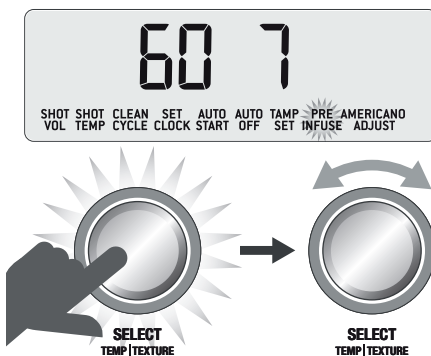 60 7
SHOT SHOT CLEAN SET AUTO AUTO TAMP PRE AMERICANO
VOL TEMP CYCLE CLOCK START OFF SET INFUSE ADJUST
SELECT
TEMP|TEXTURE
SELECT
TEMP|TEXTURE